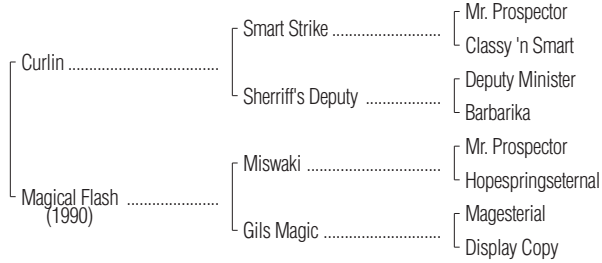 Mr. Prospector
Smart Strike ........................
Classy 'n Smart
Curlin ...................................
Deputy Minister
Sherriff's Deputy .................
Barbarika
Mr. Prospector
Miswaki ...............................
Hopespringseternal
Magical Flash .....................
(1990)
Magesterial
Gils Magic ...........................
Display Copy